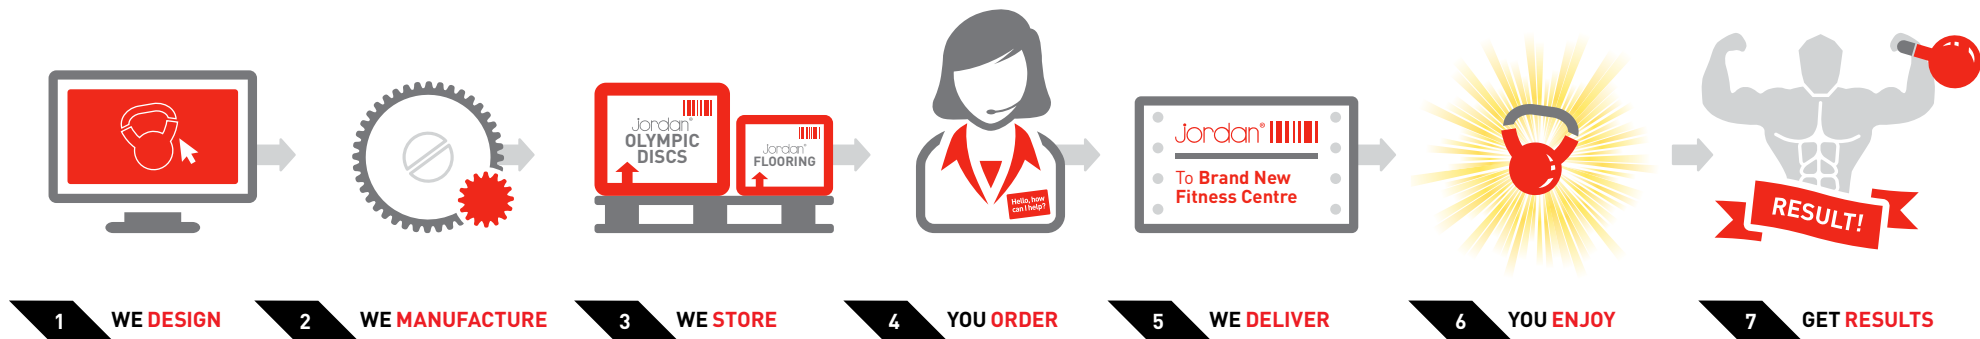 Jordan®
OLYMPIC
DISCS
Jordan®
FLOORING
Hello, how
can I help?
Jordan®
To Brand New
Fitness Centre
RESULT!
1 WE DESIGN
2 WE MANUFACTURE
3 WE STORE
4 YOU ORDER
5 WE DELIVER
6 YOU ENJOY
7 GET RESULTS